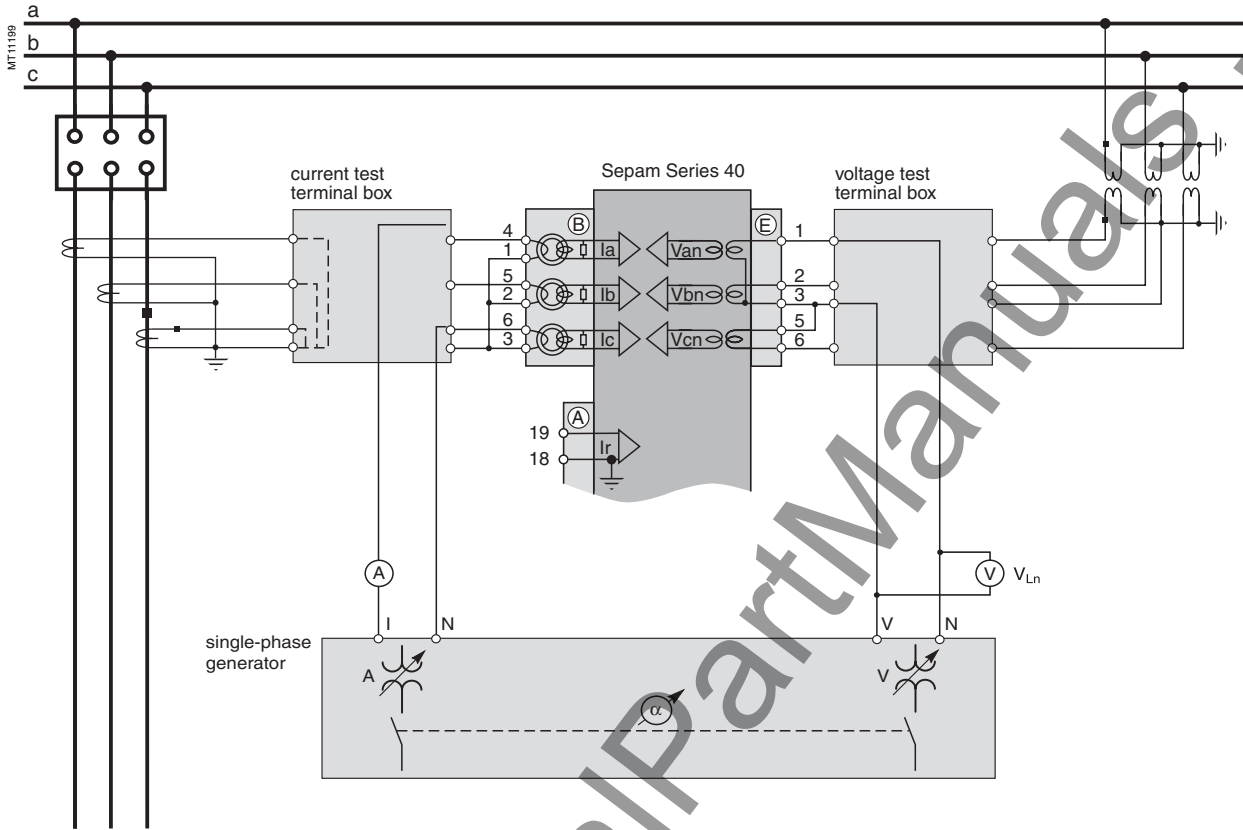 a
MT11199
b
c
current test
terminal box
Sepam Series 40
voltage test
terminal box
B
E
4
Ia
Van
1
1
5
Ib
Vbn
2
2
3
6
Ic
Vcn
5
3
6
A
19
Ir
18
A
V
VLn
I
N
V
N
single-phase
generator
A
V
α
alPartManuals